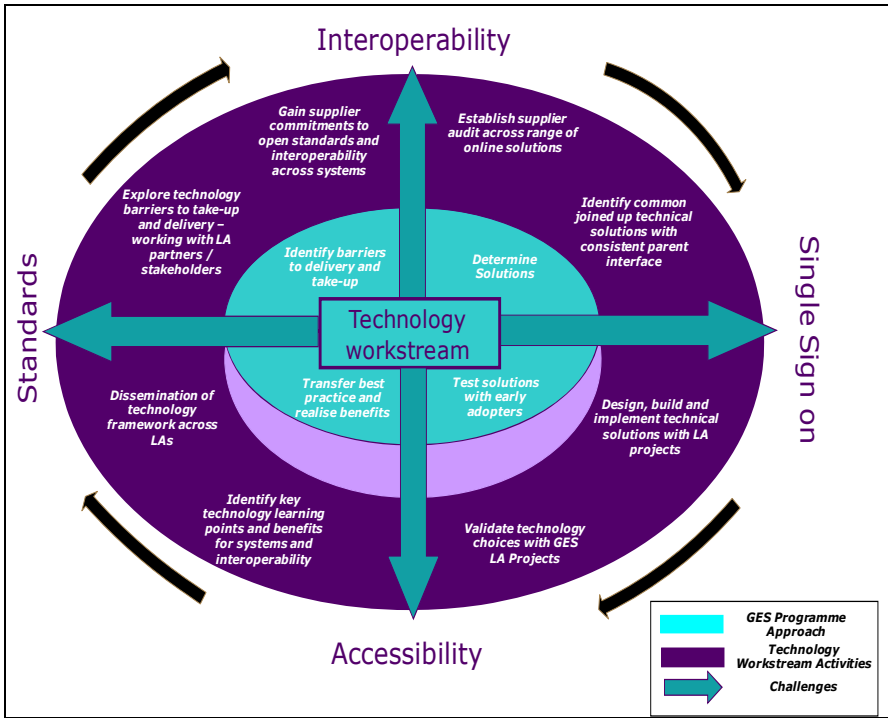 Interoperability
Gain supplier
commitments to
open standards and
interoperability
across systems
Establish supplier
audit across range of
online solutions
Explore technology
barriers to take-up
and delivery –
working with LA
partners /
stakeholders
Identify common
joined up technical
solutions with
consistent parent
interface
Identify barriers
to delivery and
take-up
Determine
Solutions
Standards
Technology
workstream
Single Sign on
Transfer best
practice and
realise benefits
Test solutions
with early
adopters
Dissemination of
technology
framework across
LAs
Design, build and
implement technical
solutions with LA
projects
Identify key
technology learning
points and benefits
for systems and
interoperability
Validate technology
choices with GES
LA Projects
Accessibility
GES Programme
Approach
Technology
Workstream Activities
Challenges